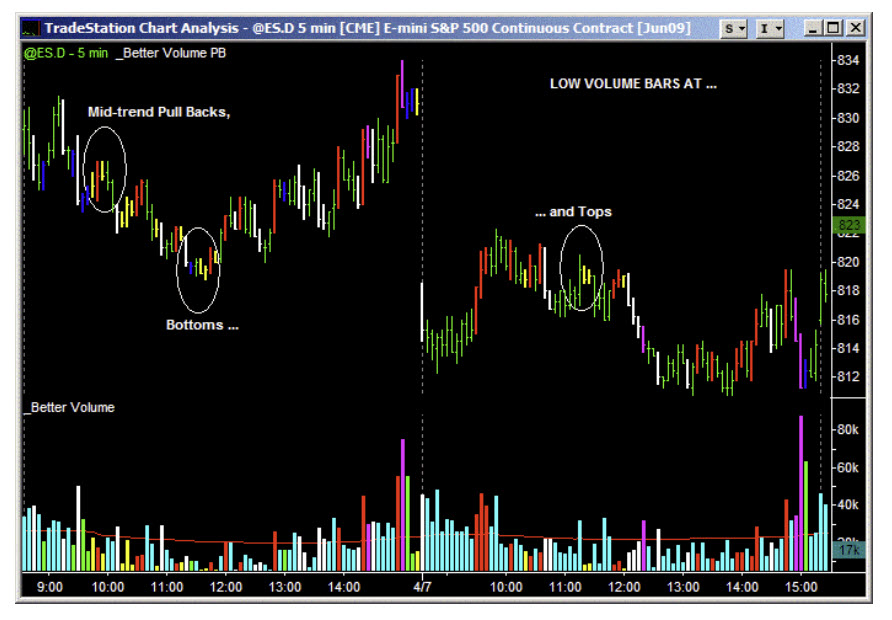 TradeStation Chart Analysis - @ES.D 5 min [CME] E-mini S&P 500 Continuous Contract [Jun09]
S
I
@ES.D - 5 min _Better Volume PB
LOW VOLUME BARS AT ...
Mid-trend Pull Backs,
... and Tops
Bottoms ...
834
832
830
828
826
824
823
822
820
818
816
814
812
_Better Volume
80k
60k
40k
20k
17k
9:00 10:00 11:00 12:00 13:00 14:00 4/7 10:00 11:00 12:00 13:00 14:00 15:00